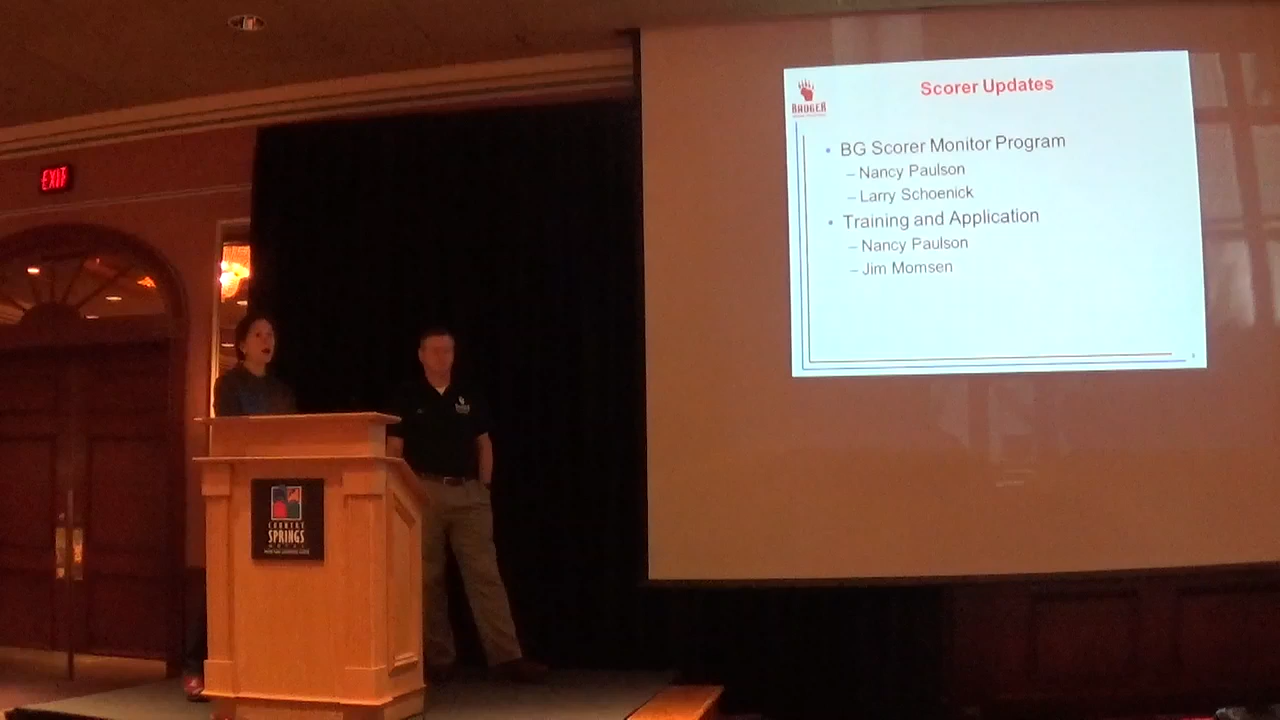 EXIT
BADGER
Scorer Updates
• BG Scorer Monitor Program
– Nancy Paulson
– Larry Schoenick
• Training and Application
– Nancy Paulson
– Jim Momsen
COUNTRY
SPRINGS
HOTEL